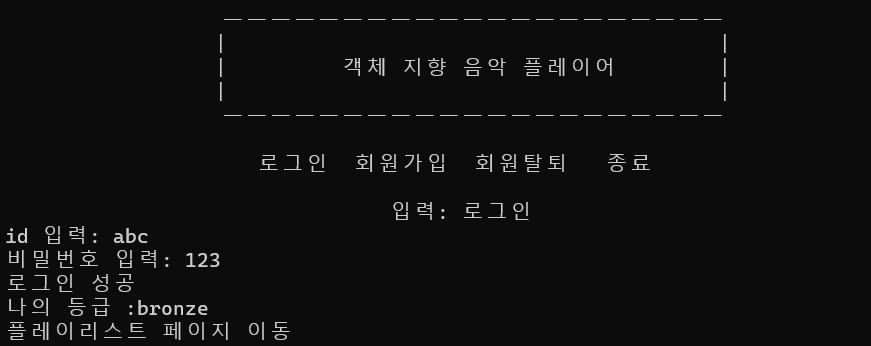 객체 지향 음악 플레이어
로그인 회원가입 회원탈퇴 종료
입력: 로그인
id 입력: abc
비밀번호 입력: 123
로그인 성공
나의 등급 :bronze
플레이리스트 페이지 이동